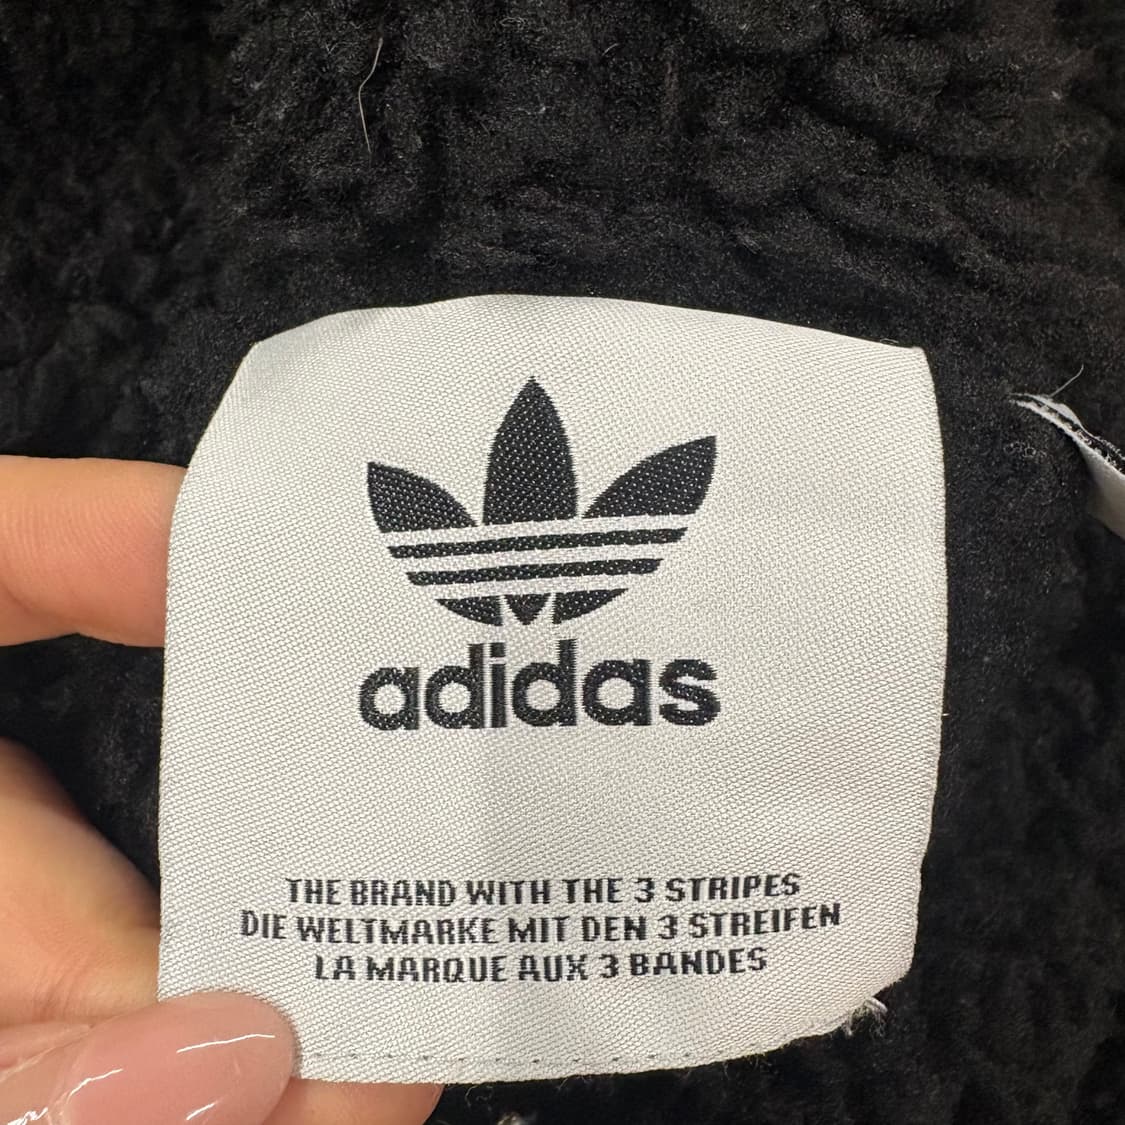 adidas
THE BRAND WITH THE 3 STRIPES
DIE WELTMARKE MIT DEN 3 STREIFEN
LA MARQUE AUX 3 BANDES